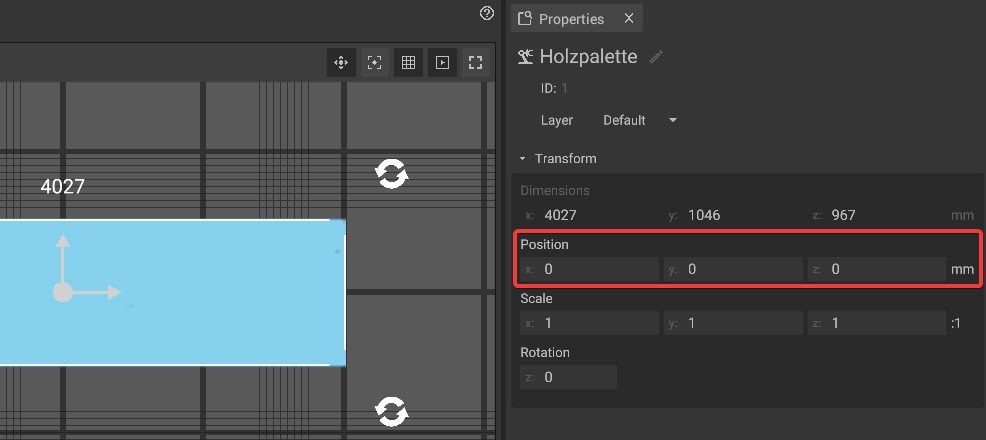 Properties
Holzpalette
ID: 1
Layer Default
Transform
4027
Dimensions
x: 4027 y: 1046 z: 967 mm
Position
x: 0 y: 0 z: 0 mm
Scale
x: 1 y: 1 z: 1 :1
Rotation
z: 0